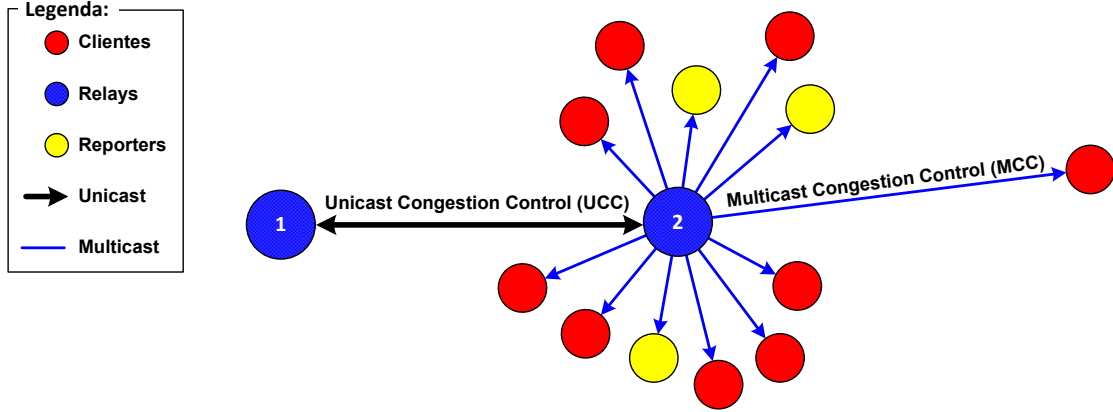 Legenda:
Clientes
Relays
Reporters
Unicast
Multicast
Unicast Congestion Control (UCC)
Multicast Congestion Control (MCC)
1
2